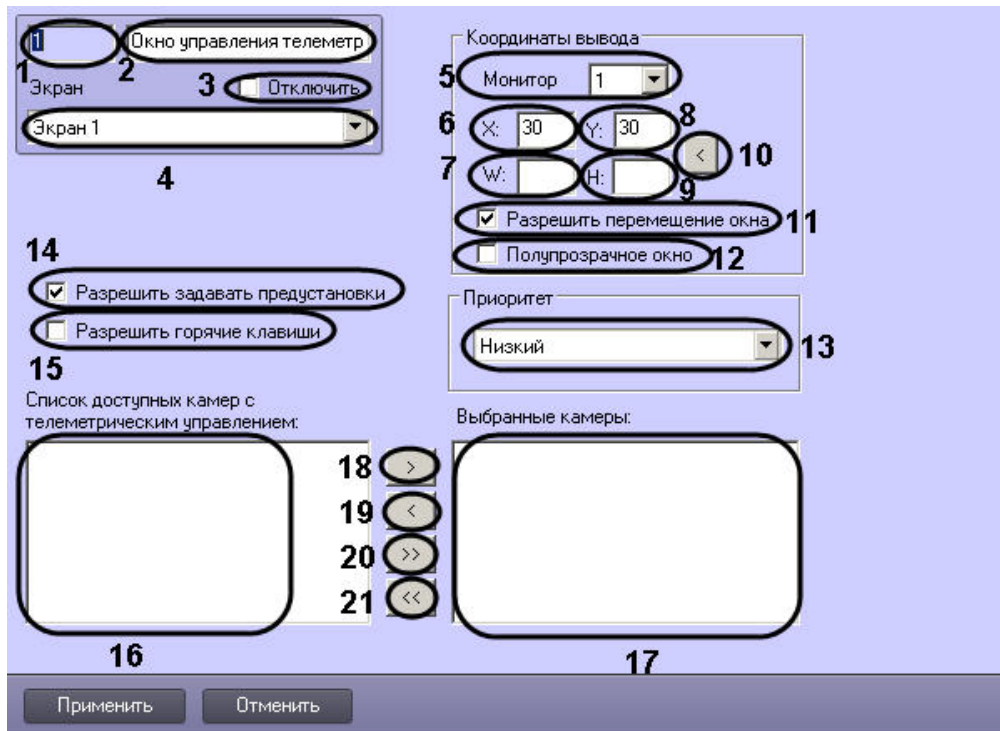 1
Окно управления телеметр
1
2
Экран
3
Отключить
Экран 1
4
Координаты вывода
5
Монитор
1
6
X:
30
Y:
30
8
7
W:
H:
9
<
10
Разрешить перемещение окна
11
Полупрозрачное окно
12
14
Разрешить задавать предустановки
Разрешить горячие клавиши
15
Приоритет
Низкий
13
Список доступных камер с
телеметрическим управлением:
Выбранные камеры:
18
>
19
<
20
>>
21
<<
16
17
Применить
Отменить